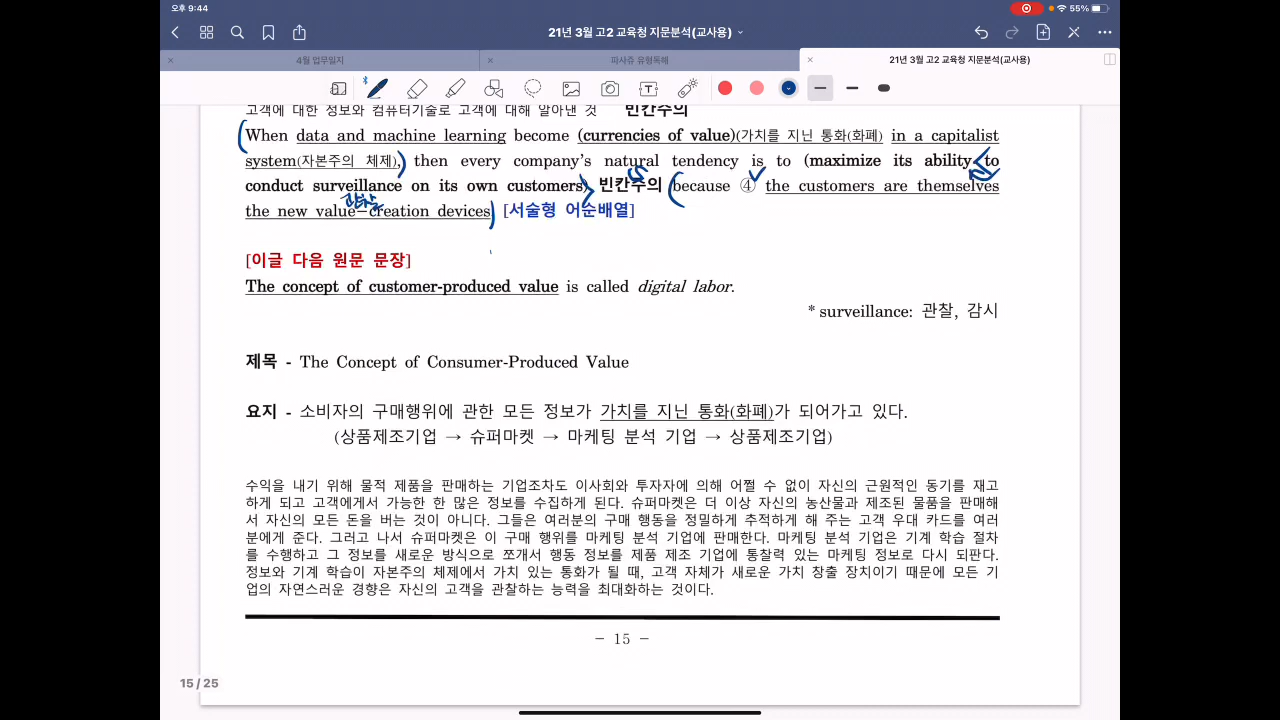 오후 9:44
55%
21년 3월 고2 교육청 지문분석(교사용)
4월 업무일지
파사쥬 유형독해
21년 3월 고2 교육청 지문분석(교사용)
고객에 대한 정보와 컴퓨터기술로 고객에 대해 알아낸 것 빈칸주의
When data and machine learning become (currencies of value)(가치를 지닌 통화(화폐) in a capitalist
system(자본주의 체제), then every company's natural tendency is to (maximize its ability to
conduct surveillance on its own customers) 빈칸주의 because ④ the customers are themselves
관찰
the new value-creation devices. [서술형 어순배열]
[이글 다음 원문 문장]
The concept of customer-produced value is called digital labor.
* surveillance: 관찰, 감시
제목 - The Concept of Consumer-Produced Value
요지 - 소비자의 구매행위에 관한 모든 정보가 가치를 지닌 통화(화폐)가 되어가고 있다.
(상품제조기업 → 슈퍼마켓 → 마케팅 분석 기업 → 상품제조기업)
수익을 내기 위해 물적 제품을 판매하는 기업조차도 이사회와 투자자에 의해 어쩔 수 없이 자신의 근원적인 동기를 재고
하게 되고 고객에게서 가능한 한 많은 정보를 수집하게 된다. 슈퍼마켓은 더 이상 자신의 농산물과 제조된 물품을 판매해
서 자신의 모든 돈을 버는 것이 아니다. 그들은 여러분의 구매 행동을 정밀하게 추적하게 해 주는 고객 우대 카드를 여러
분에게 준다. 그러고 나서 슈퍼마켓은 이 구매 행위를 마케팅 분석 기업에 판매한다. 마케팅 분석 기업은 기계 학습 절차
를 수행하고 그 정보를 새로운 방식으로 쪼개서 행동 정보를 제품 제조 기업에 통찰력 있는 마케팅 정보로 다시 되판다.
정보와 기계 학습이 자본주의 체제에서 가치 있는 통화가 될 때, 고객 자체가 새로운 가치 창출 장치이기 때문에 모든 기
업의 자연스러운 경향은 자신의 고객을 관찰하는 능력을 최대화하는 것이다.
- 15 -
15 / 25